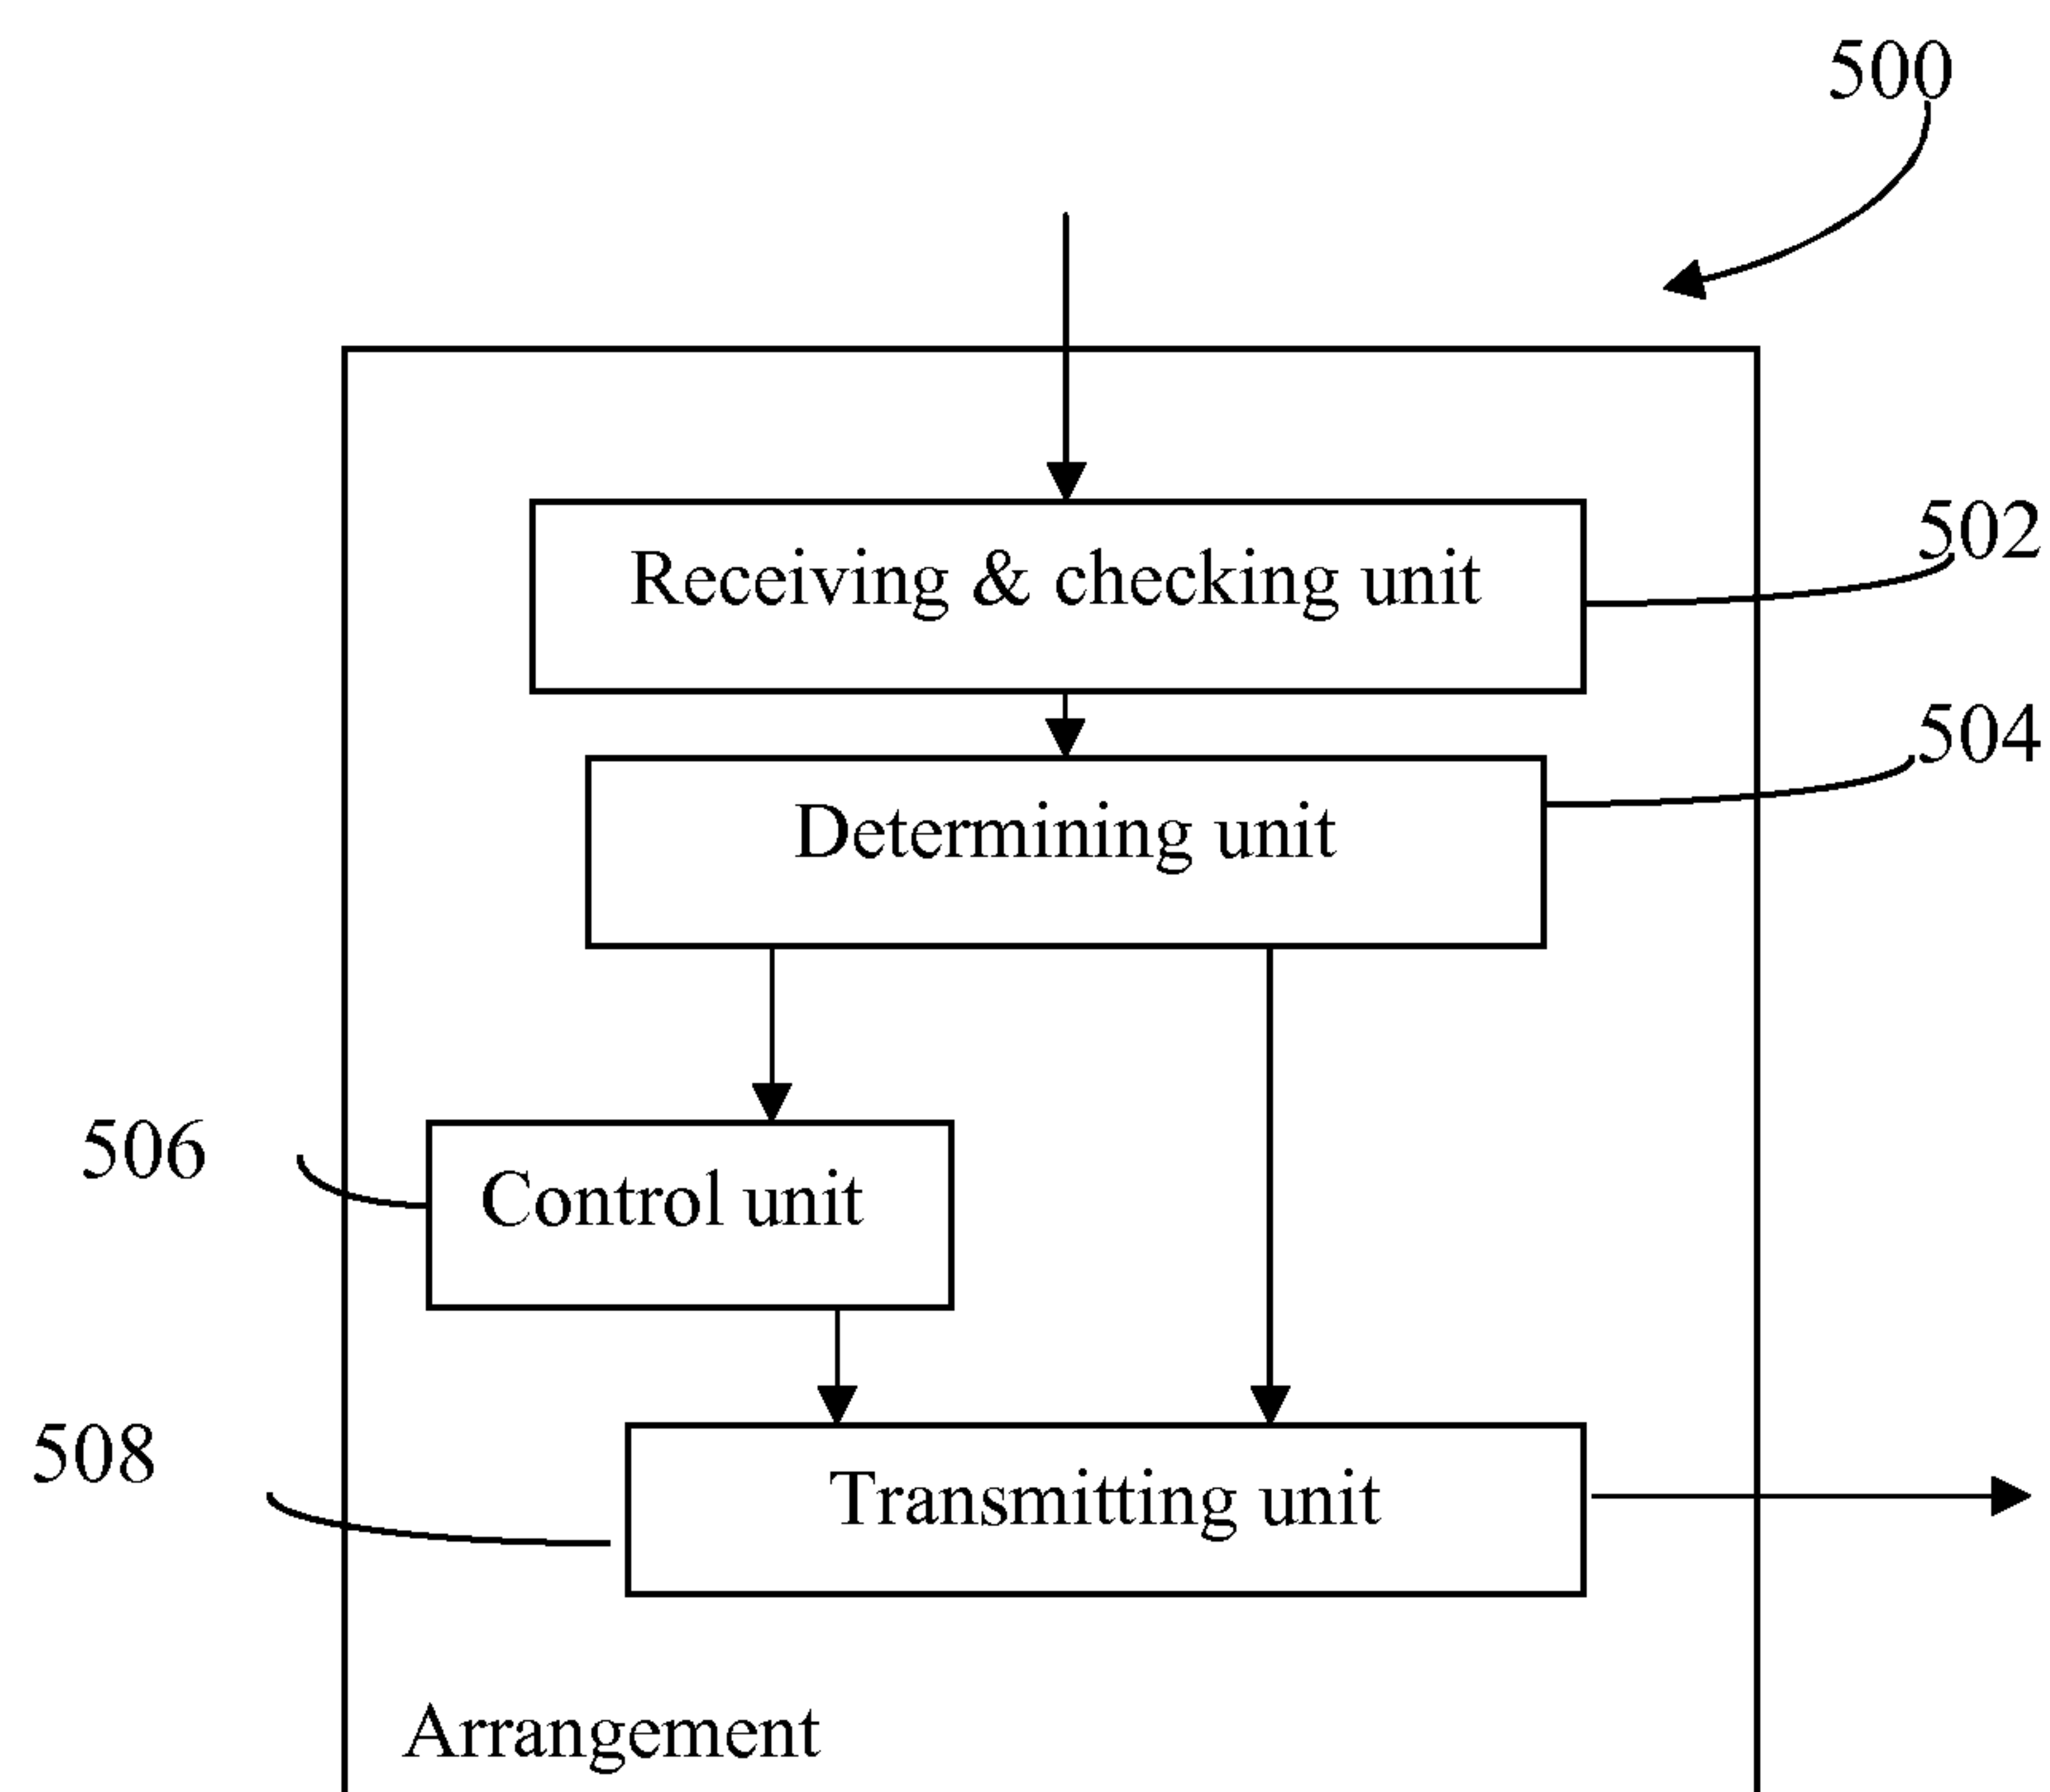 500
Receiving & checking unit
502
504
Determining unit
506
Control unit
508
Transmitting unit
Arrangement